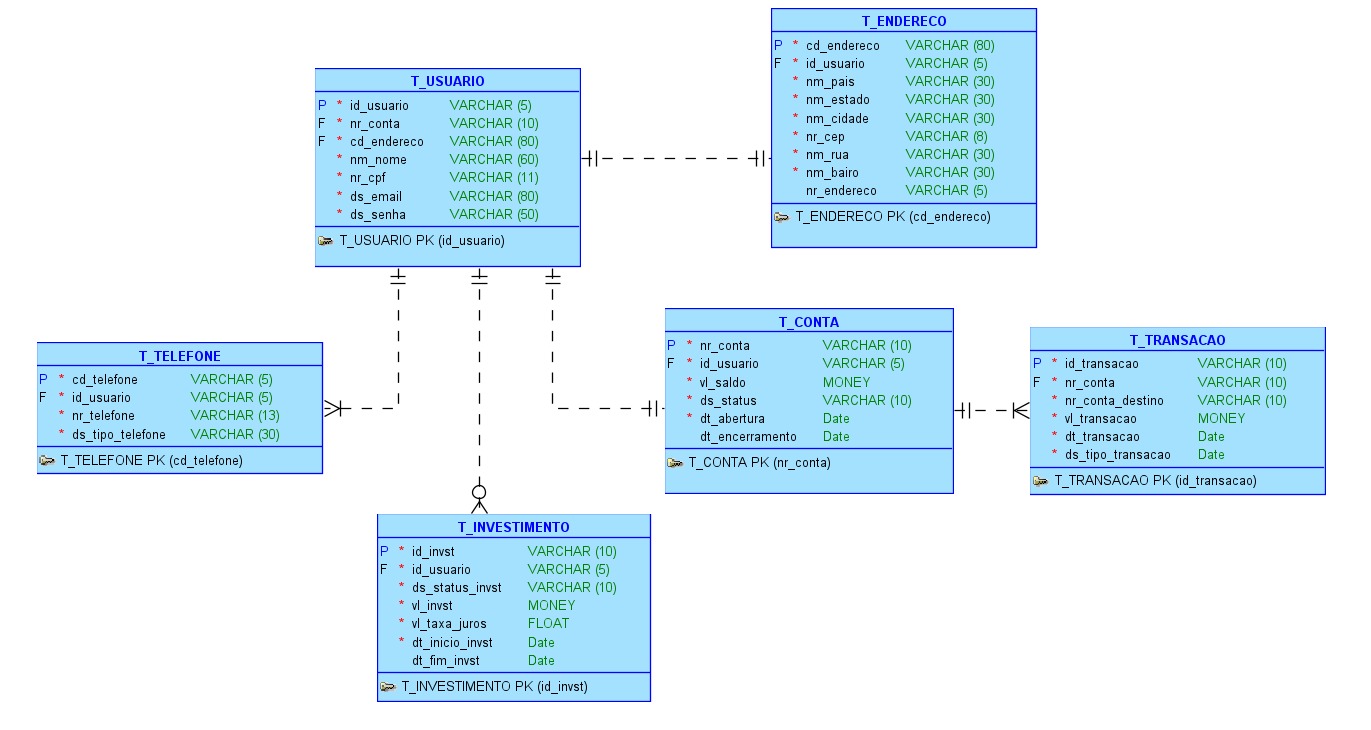 T_ENDERECO
P * cd_endereco VARCHAR (80)
F * id_usuario VARCHAR (5)
* nm_pais VARCHAR (30)
* nm_estado VARCHAR (30)
* nm_cidade VARCHAR (30)
* nr_cep VARCHAR (8)
* nm_rua VARCHAR (30)
* nm_bairo VARCHAR (30)
nr_endereco VARCHAR (5)
T_ENDERECO PK (cd_endereco)
T_USUARIO
P * id_usuario VARCHAR (5)
F * nr_conta VARCHAR (10)
F * cd_endereco VARCHAR (80)
* nm_nome VARCHAR (60)
* nr_cpf VARCHAR (11)
* ds_email VARCHAR (80)
* ds_senha VARCHAR (50)
T_USUARIO PK (id_usuario)
T_TELEFONE
P * cd_telefone VARCHAR (5)
F * id_usuario VARCHAR (5)
* nr_telefone VARCHAR (13)
* ds_tipo_telefone VARCHAR (30)
T_TELEFONE PK (cd_telefone)
T_CONTA
P * nr_conta VARCHAR (10)
F * id_usuario VARCHAR (5)
* vl_saldo MONEY
* ds_status VARCHAR (10)
* dt_abertura Date
dt_encerramento Date
T_CONTA PK (nr_conta)
T_TRANSACAO
P * id_transacao VARCHAR (10)
F * nr_conta VARCHAR (10)
* nr_conta_destino VARCHAR (10)
* vl_transacao MONEY
* dt_transacao Date
* ds_tipo_transacao Date
T_TRANSACAO PK (id_transacao)
T_INVESTIMENTO
P * id_invst VARCHAR (10)
F * id_usuario VARCHAR (5)
* ds_status_invst VARCHAR (10)
* vl_invst MONEY
* vl_taxa_juros FLOAT
* dt_inicio_invst Date
dt_fim_invst Date
T_INVESTIMENTO PK (id_invst)